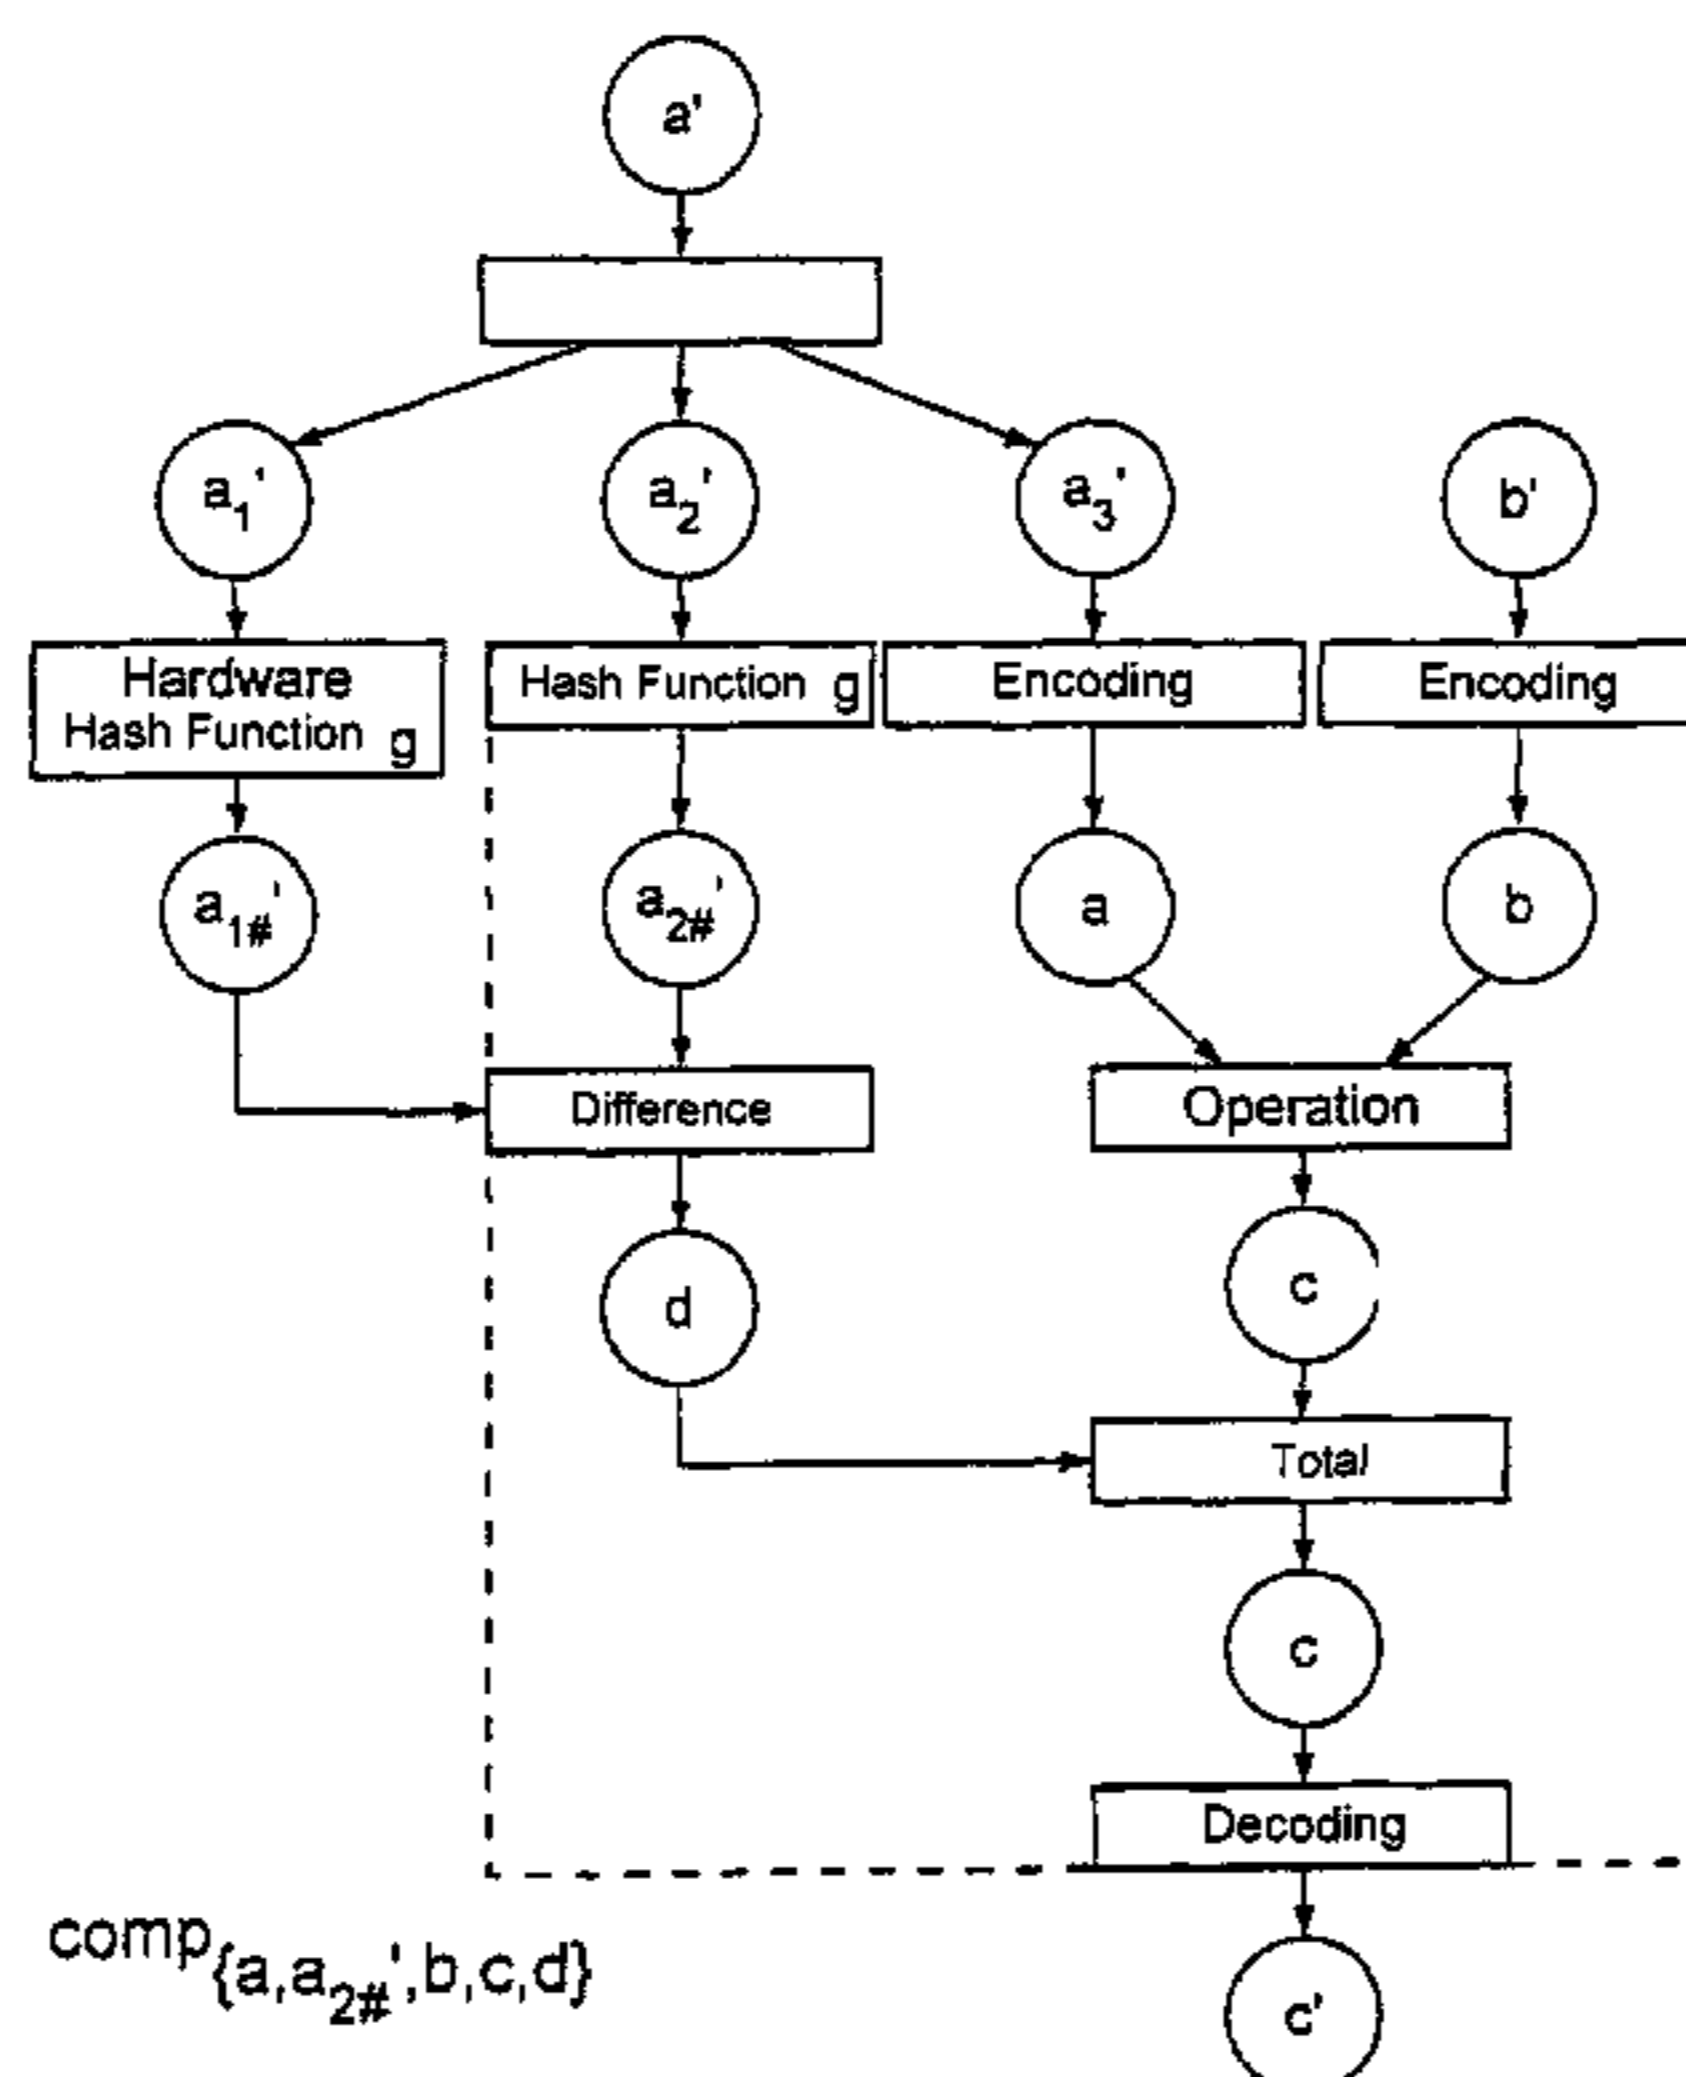 a'
a1' a2' a3' b'
Hardware Hash Function g
Hash Function g
Encoding
Encoding
a1#' a2#' a b
Difference
Operation
d
c
Total
c
Decoding
comp{a,a2#',b,c,d}
c'